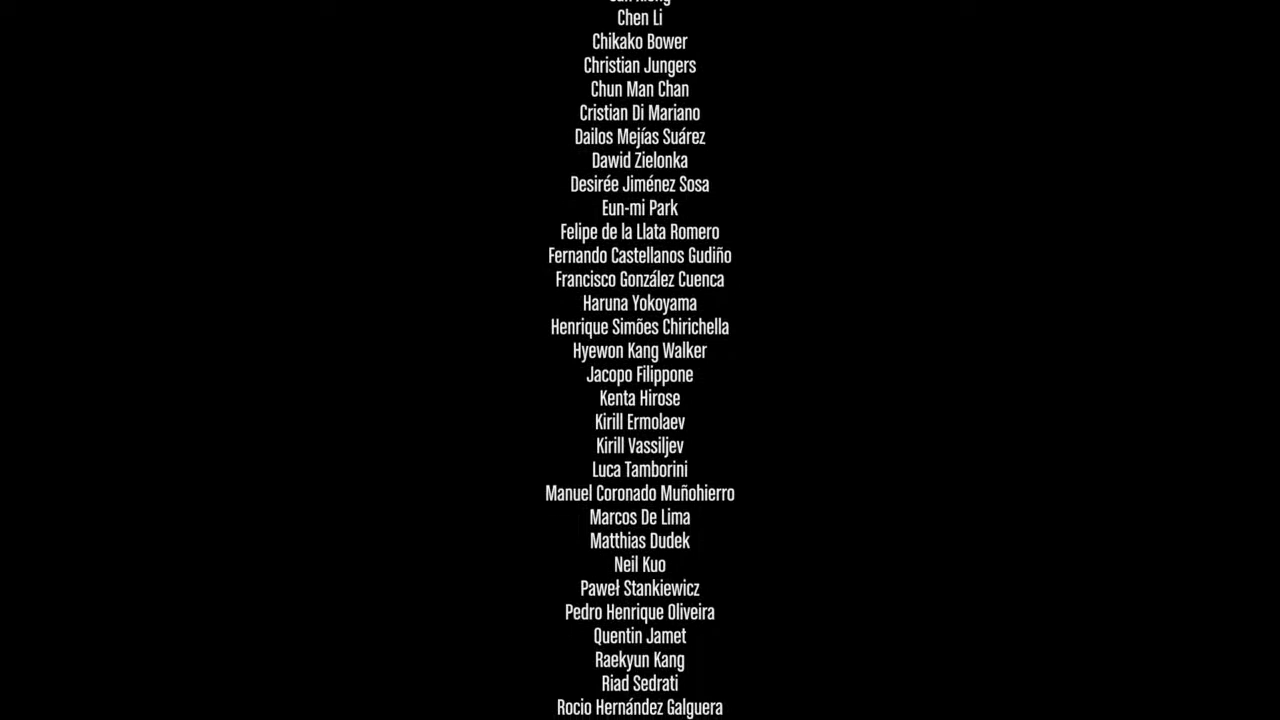 Chen Li
Chikako Bower
Christian Jungers
Chun Man Chan
Cristian Di Mariano
Dailos Mejías Suárez
Dawid Zielonka
Desirée Jiménez Sosa
Eun-mi Park
Felipe de la Llata Romero
Fernando Castellanos Gudiño
Francisco González Cuenca
Haruna Yokoyama
Henrique Simões Chirichella
Hyewon Kang Walker
Jacopo Filippone
Kenta Hirose
Kirill Ermolaev
Kirill Vassiljev
Luca Tamborini
Manuel Coronado Muñohierro
Marcos De Lima
Matthias Dudek
Neil Kuo
Paweł Stankiewicz
Pedro Henrique Oliveira
Quentin Jamet
Raekyun Kang
Riad Sedrati
Rocio Hernández Galguera